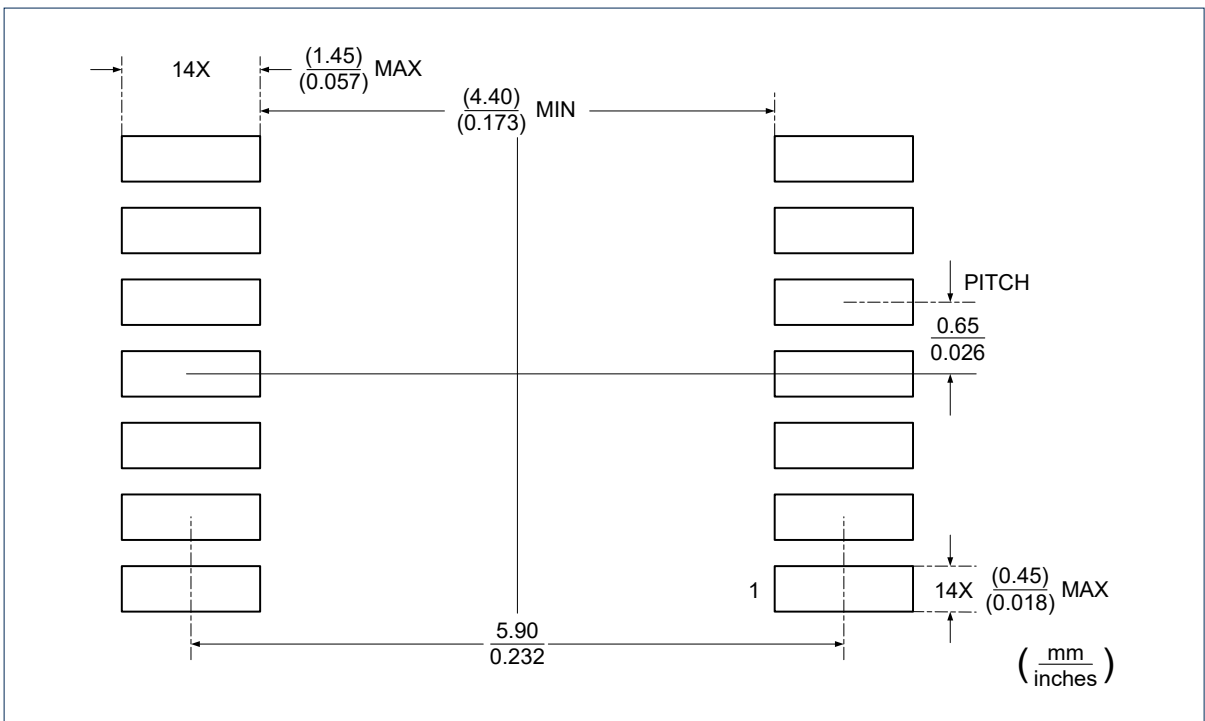 14X
(1.45)
(0.057)
MAX
(4.40)
(0.173)
MIN
PITCH
0.65
0.026
1
14X
(0.45)
(0.018)
MAX
5.90
0.232
(mm
inches)